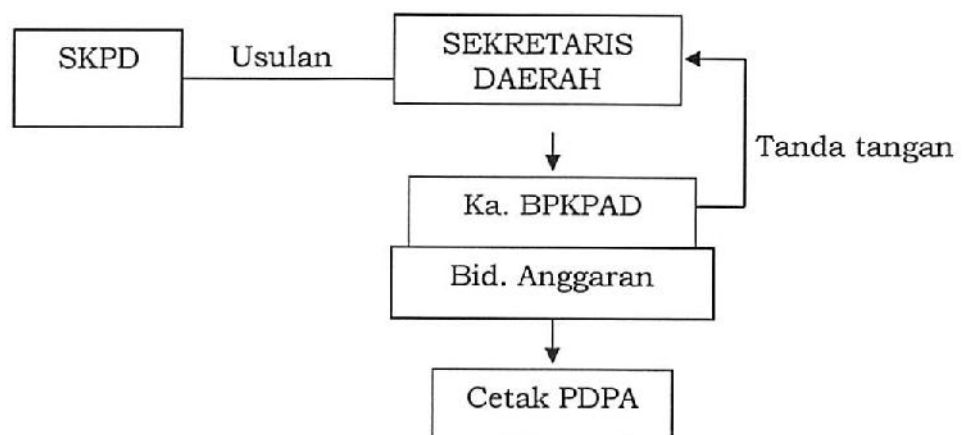 SKPD
Usulan
SEKRETARIS
DAERAH
Tanda tangan
Ka. BPKPAD
Bid. Anggaran
Cetak PDPA